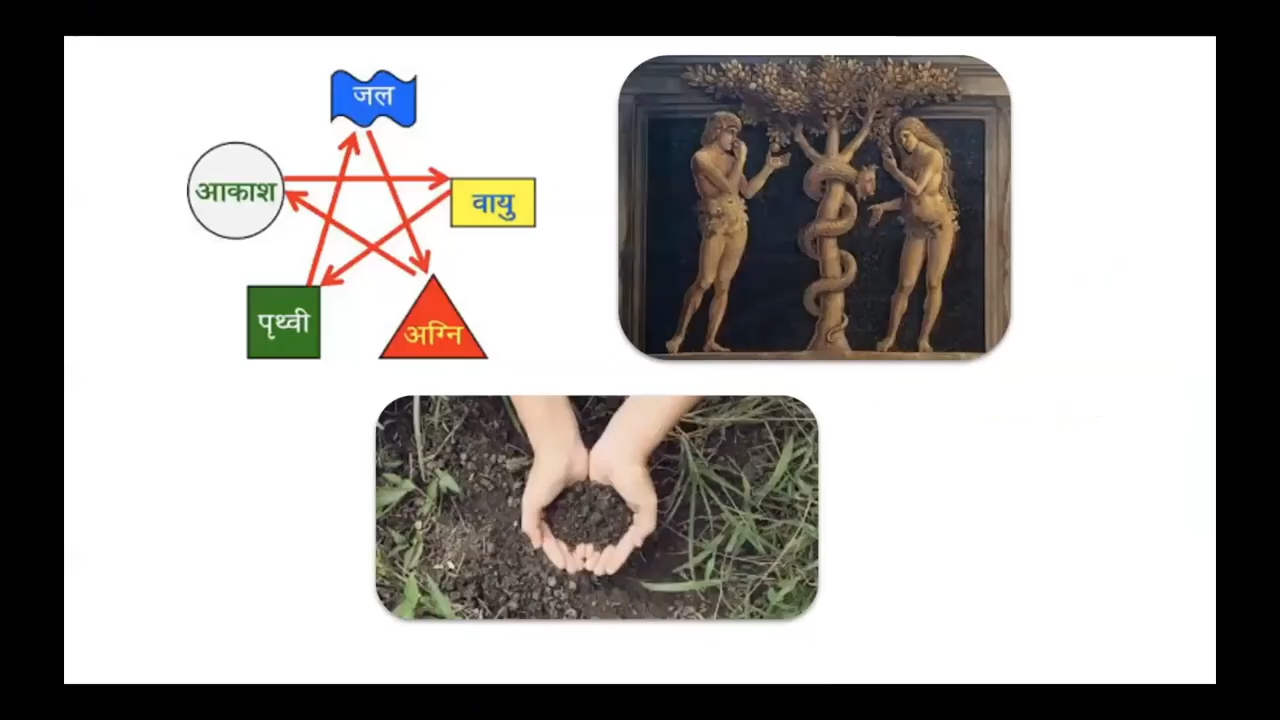 जल
आकाश
वायु
पृथ्वी
अग्नि